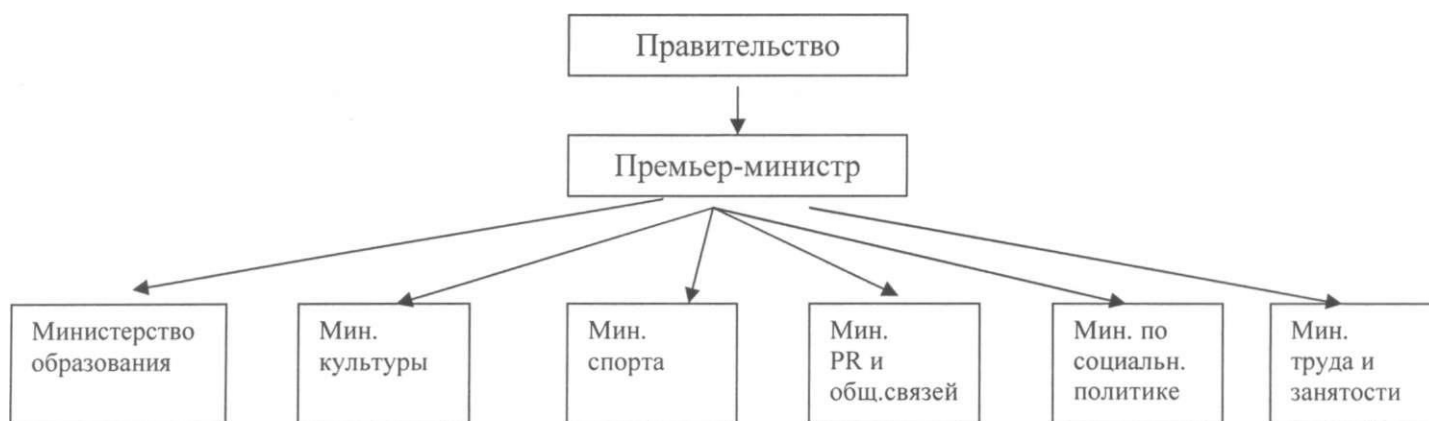 Правительство
Премьер-министр
Министерство
образования
Мин.
культуры
Мин.
спорта
Мин.
PR и
общ.связей
Мин. по
социальн.
политике
Мин.
труда и
занятости